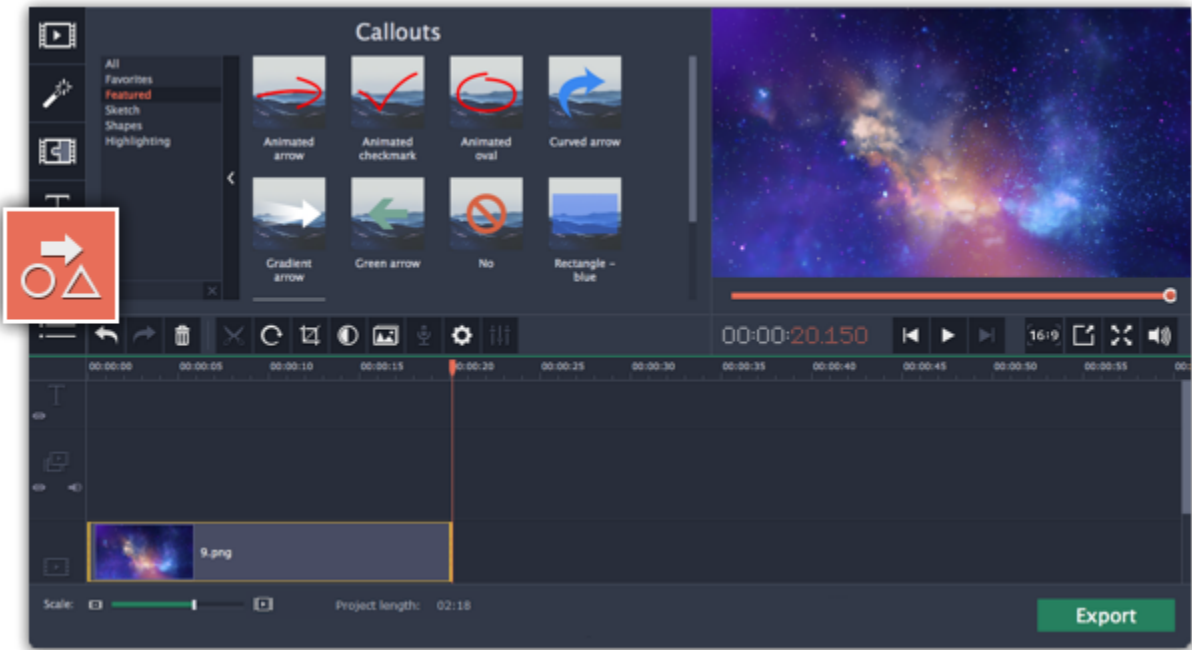 Callouts
All
Favorites
Featured
Sketch
Shapes
Highlighting
Animated
arrow
Animated
checkmark
Animated
oval
Curved arrow
Gradient
arrow
Green arrow
No
Rectangle –
blue
00:00:20.150
16:9
00:00:00 00:00:05 00:00:10 00:00:15 00:00:20 00:00:25 00:00:30 00:00:35 00:00:40 00:00:45 00:00:50 00:00:55 00:
9.png
Scale:
Project length: 02:18
Export